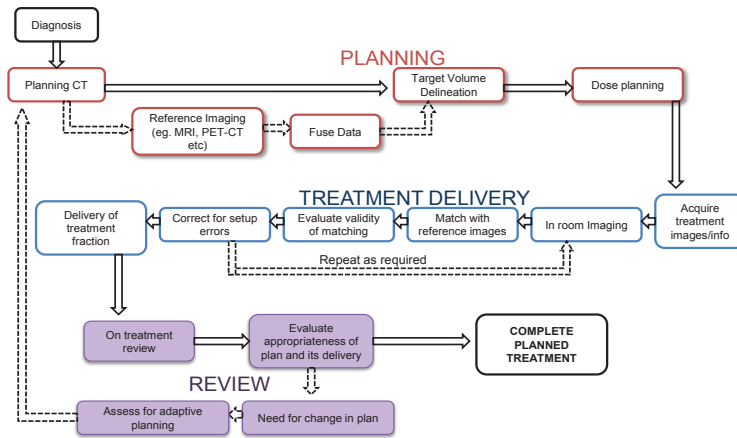 Diagnosis
PLANNING
Planning CT
Target Volume
Delineation
Dose planning
Reference Imaging
(eg. MRI, PET-CT
etc)
Fuse Data
TREATMENT DELIVERY
Delivery of
treatment
fraction
Correct for setup
errors
Evaluate validity
of matching
Match with
reference images
In room Imaging
Acquire
treatment
images/info
Repeat as required
On treatment
review
Evaluate
appropriateness of
plan and its delivery
COMPLETE
PLANNED
TREATMENT
REVIEW
Assess for adaptive
planning
Need for change in plan